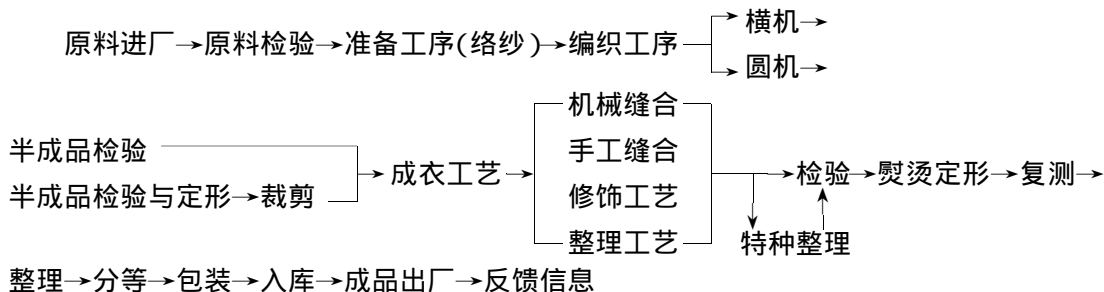 横机→
原料进厂→原料检验→准备工序(络纱)→编织工序
圆机→
机械缝合
半成品检验
手工缝合
成衣工艺→
检验→熨烫定形→复测→
半成品检验与定形→裁剪
修饰工艺
整理工艺
特种整理
整理→分等→包装→入库→成品出厂→反馈信息